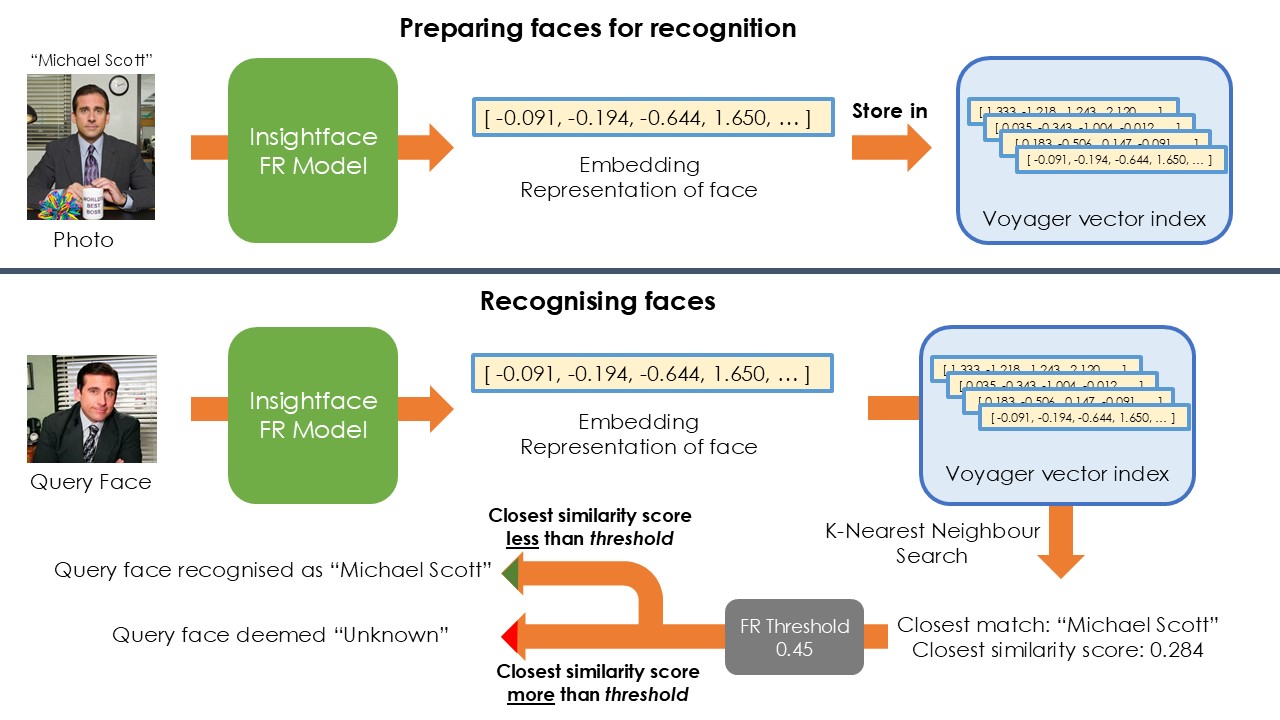 Preparing faces for recognition
“Michael Scott”
WORLD'S
BEST
BOSS
Photo
Insightface
FR Model
[ -0.091, -0.194, -0.644, 1.650, … ]
Embedding
Representation of face
Store in
[ 1.333, -1.218, 1.243, 2.120, … ]
[ 0.035, -0.343, -1.004, -0.012, … ]
[ 0.183, -0.506, 0.147, -0.091, … ]
[ -0.091, -0.194, -0.644, 1.650, … ]
Voyager vector index
Recognising faces
Query Face
Insightface
FR Model
[ -0.091, -0.194, -0.644, 1.650, … ]
Embedding
Representation of face
[ 1.333, -1.218, 1.243, 2.120, … ]
[ 0.035, -0.343, -1.004, -0.012, … ]
[ 0.183, -0.506, 0.147, -0.091, … ]
[ -0.091, -0.194, -0.644, 1.650, … ]
Voyager vector index
K-Nearest Neighbour
Search
Closest match: “Michael Scott”
Closest similarity score: 0.284
FR Threshold
0.45
Closest similarity score
less than threshold
Query face recognised as “Michael Scott”
Query face deemed “Unknown”
Closest similarity score
more than threshold